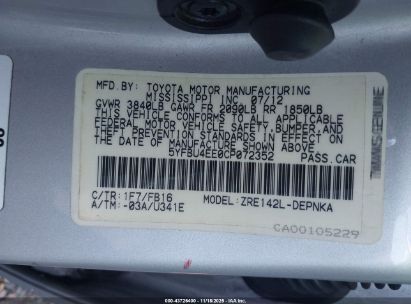 MFD. BY: TOYOTA MOTOR MANUFACTURING
MISSISSIPPI INC. 07/12
GVWR 3840LB GAWR FR 2090LB RR 1850LB
THIS VEHICLE CONFORMS TO ALL APPLICABLE
FEDERAL MOTOR VEHICLE SAFETY,BUMPER,AND
THEFT PREVENTION STANDARDS IN EFFECT ON
THE DATE OF MANUFACTURE SHOWN ABOVE.
5YFBU4EE0CP072352 PASS.CAR
C/TR:1F7/FB16 MODEL:ZRE142L-DEPNKA
A/TM:-03A/U341E
CA00105229